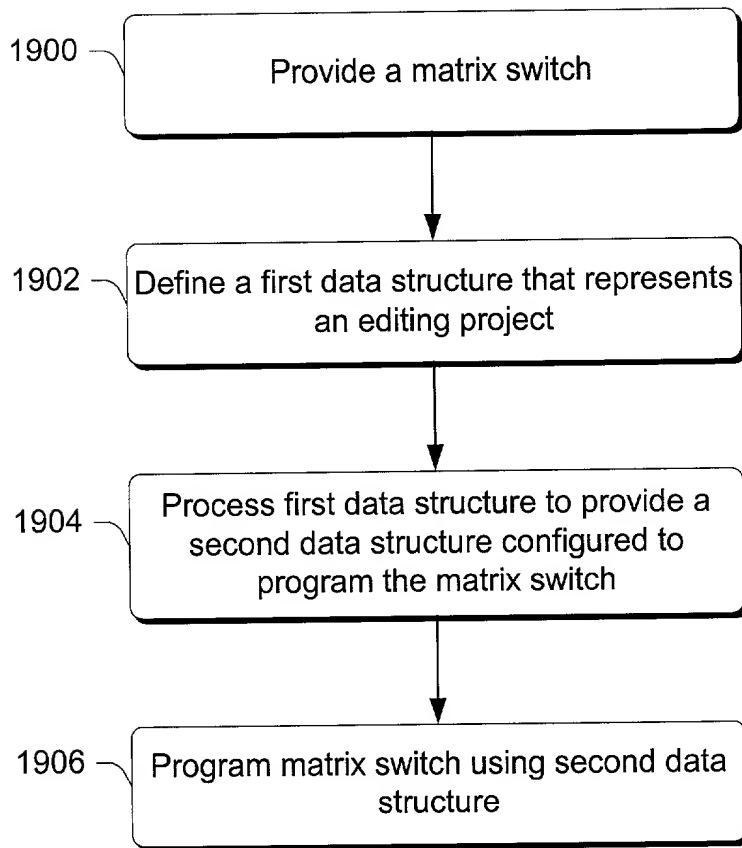 1900
Provide a matrix switch
1902
Define a first data structure that represents
an editing project
1904
Process first data structure to provide a
second data structure configured to
program the matrix switch
1906
Program matrix switch using second data
structure